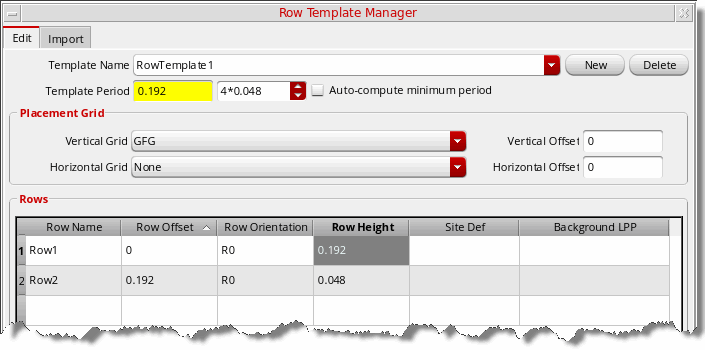 Row Template Manager
Edit Import
Template Name RowTemplate1 New Delete
Template Period 0.192 4*0.048 Auto-compute minimum period
Placement Grid
Vertical Grid GFG Vertical Offset 0
Horizontal Grid None Horizontal Offset 0
Rows
Row Name Row Offset Row Orientation Row Height Site Def Background LPP
1 Row1 0 R0 0.192
2 Row2 0.192 R0 0.048